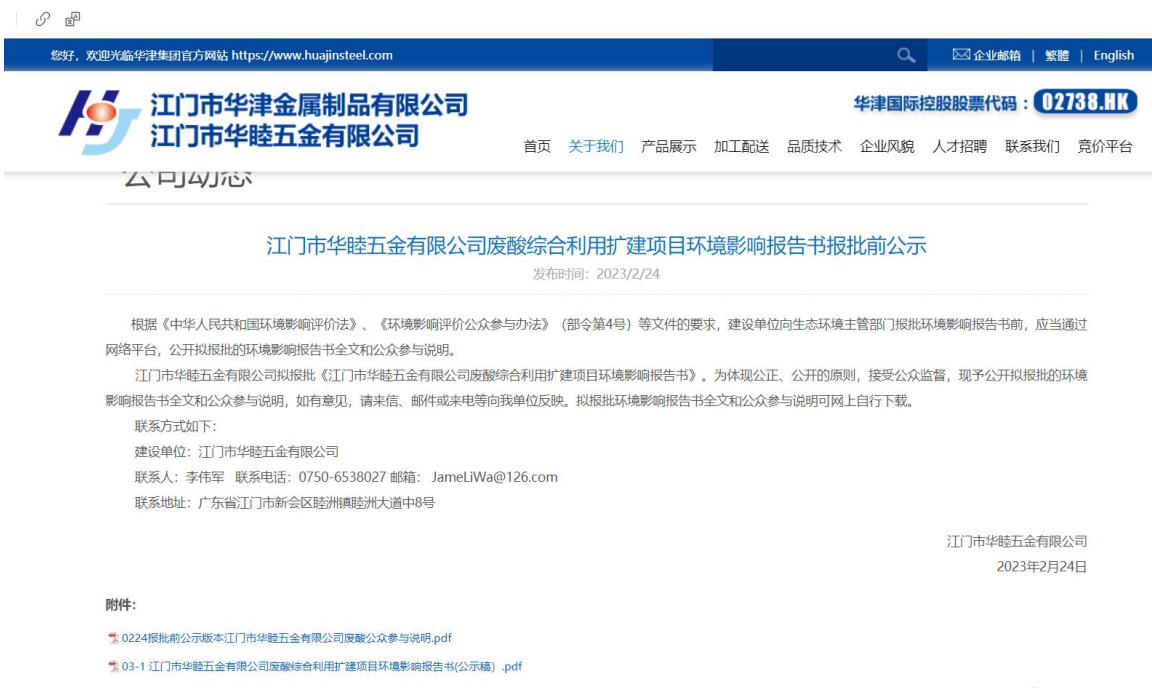 您好，欢迎光临华津集团官方网站 https://www.huajinsteel.com
企业邮箱 | 繁體 | English
江门市华津金属制品有限公司
江门市华睦五金有限公司
华津国际控股股票代码：02738.HK
首页 关于我们 产品展示 加工配送 品质技术 企业风貌 人才招聘 联系我们 竞价平台
公司动态
江门市华睦五金有限公司废酸综合利用扩建项目环境影响报告书报批前公示
发布时间：2023/2/24
根据《中华人民共和国环境影响评价法》、《环境影响评价公众参与办法》（部令第4号）等文件的要求，建设单位向生态环境主管部门报批环境影响报告书前，应当通过
网络平台，公开拟报批的环境影响报告书全文和公众参与说明。
江门市华睦五金有限公司拟报批《江门市华睦五金有限公司废酸综合利用扩建项目环境影响报告书》。为体现公正、公开的原则，接受公众监督，现予公开拟报批的环境
影响报告书全文和公众参与说明，如有意见，请来信、邮件或来电等向我单位反映。拟报批环境影响报告书全文和公众参与说明可网上自行下载。
联系方式如下：
建设单位：江门市华睦五金有限公司
联系人：李伟军 联系电话：0750-6538027 邮箱： JameLiWa@126.com
联系地址：广东省江门市新会区睦洲镇睦洲大道中8号
江门市华睦五金有限公司
2023年2月24日
附件：
0224报批前公示版本江门市华睦五金有限公司废酸公众参与说明.pdf
03-1 江门市华睦五金有限公司废酸综合利用扩建项目环境影响报告书(公示稿）.pdf